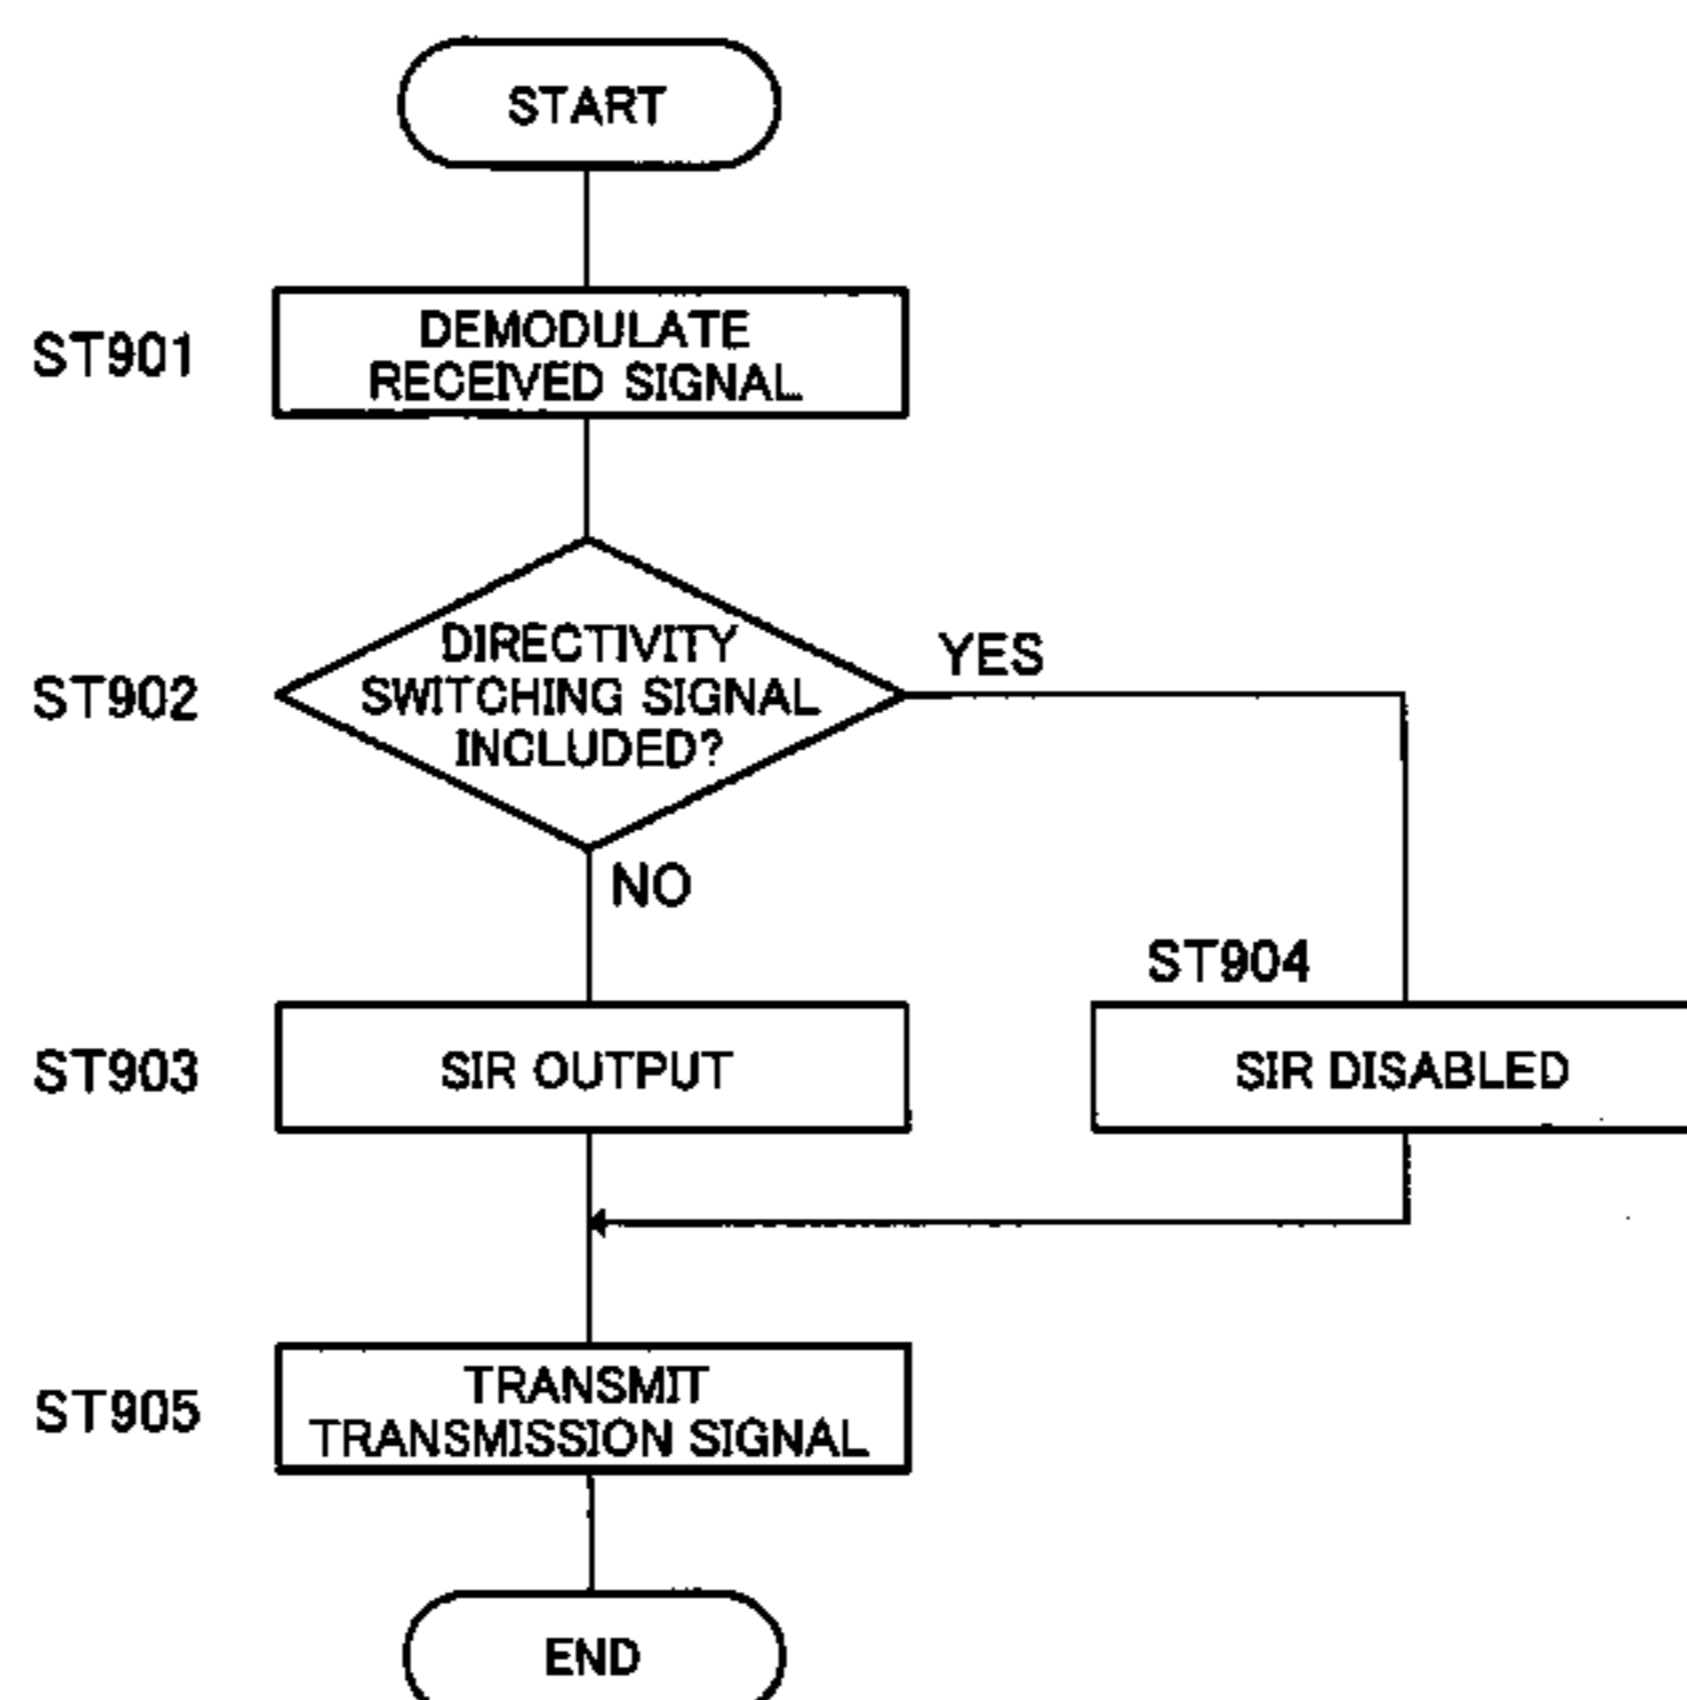 START
ST901
DEMODULATE
RECEIVED SIGNAL
ST902
DIRECTIVITY
SWITCHING SIGNAL
INCLUDED?
YES
NO
ST904
ST903
SIR OUTPUT
SIR DISABLED
ST905
TRANSMIT
TRANSMISSION SIGNAL
END